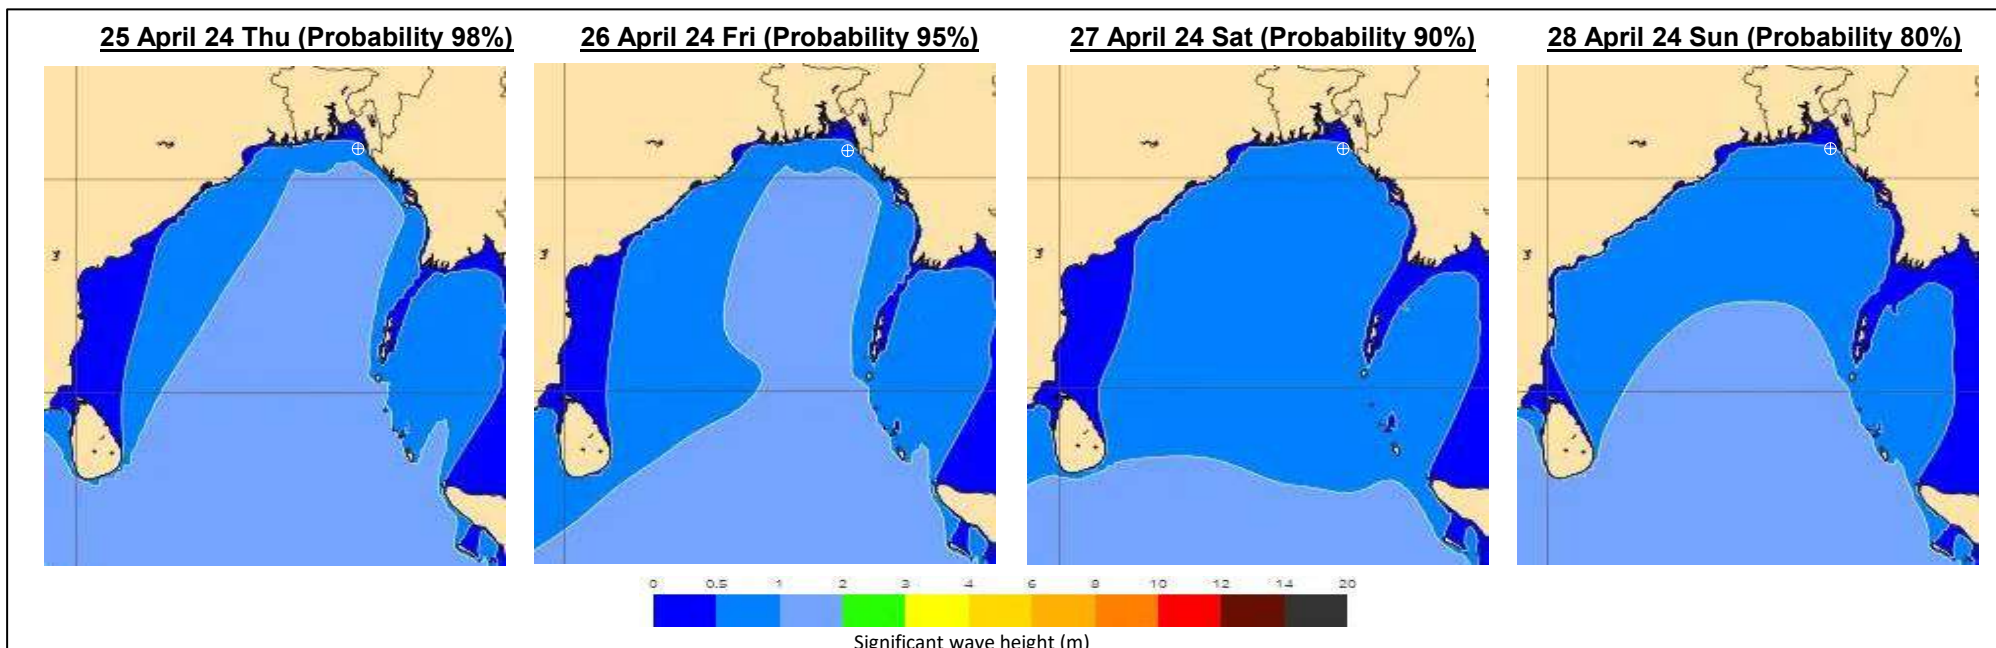 25 April 24 Thu (Probability 98%)
26 April 24 Fri (Probability 95%)
27 April 24 Sat (Probability 90%)
28 April 24 Sun (Probability 80%)
0 0.5 1 2 3 4 6 8 10 12 14 20
Significant wave height (m)